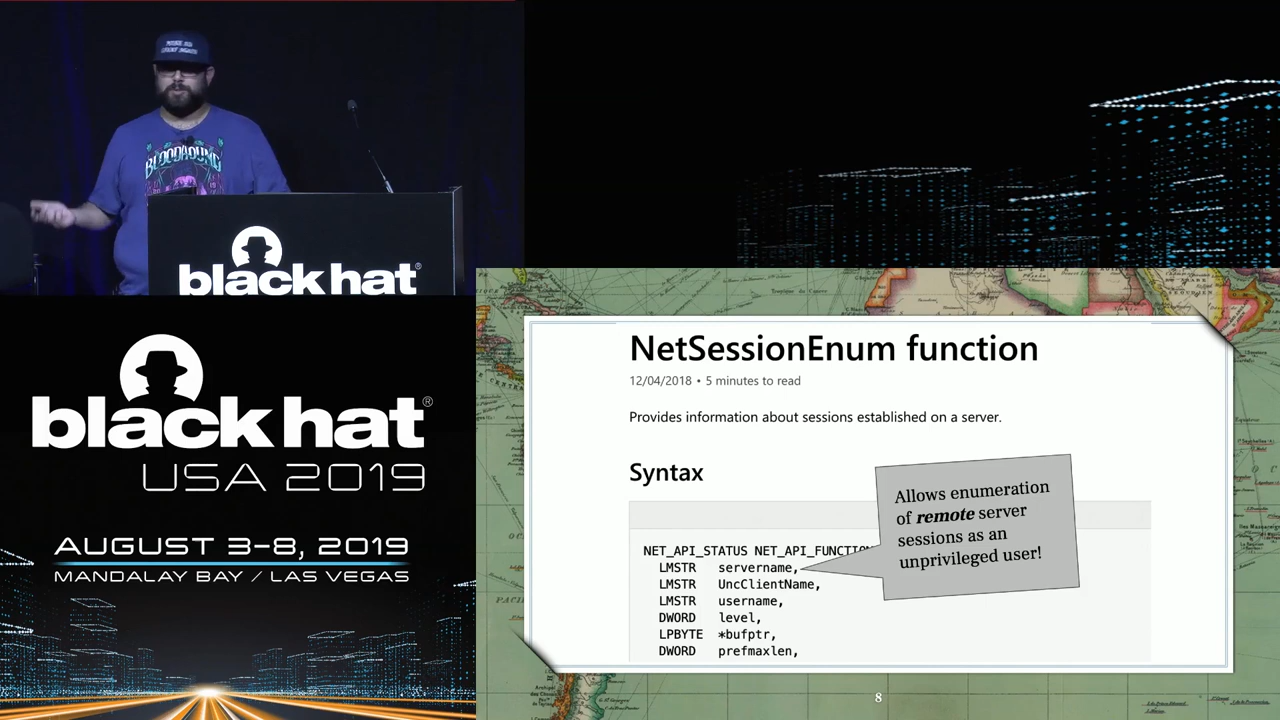 BLOODHOUND
black hat®
black hat®
USA 2019
AUGUST 3-8, 2019
MANDALAY BAY / LAS VEGAS
NetSessionEnum function
12/04/2018 • 5 minutes to read
Provides information about sessions established on a server.
Syntax
NET_API_STATUS NET_API_FUNCTION
LMSTR servername,
LMSTR UncClientName,
LMSTR username,
DWORD level,
LPBYTE *bufptr,
DWORD prefmaxlen,
Allows enumeration
of remote server
sessions as an
unprivileged user!
8